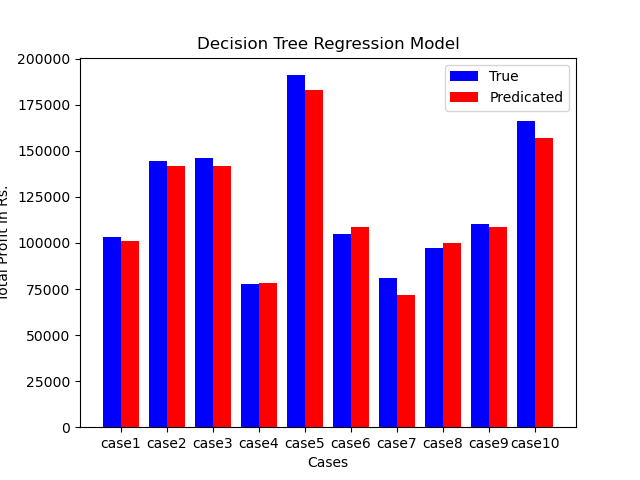 Decision Tree Regression Model
True
Predicated
200000
175000
150000
125000
100000
75000
50000
25000
0
Total Profit in Rs.
case1 case2 case3 case4 case5 case6 case7 case8 case9 case10
Cases